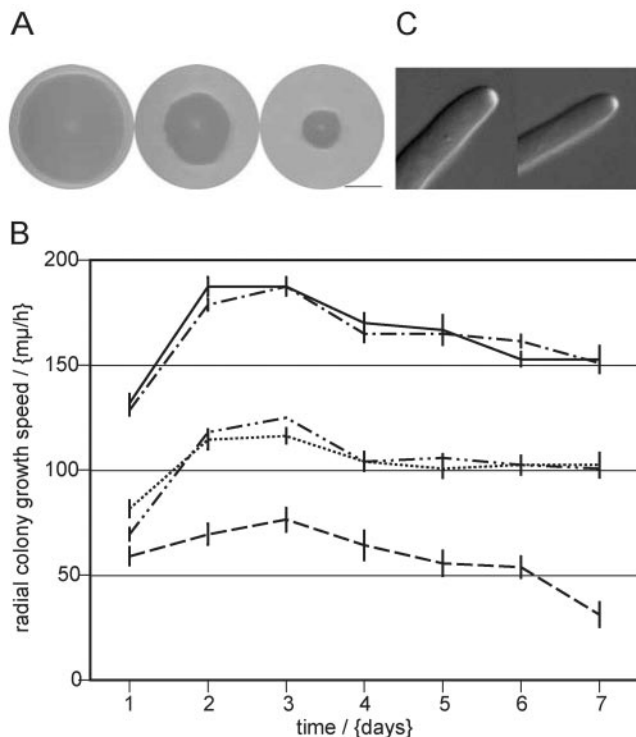 A
C
B
radial colony growth speed / {mμ/h}
200
150
100
50
0
1 2 3 4 5 6 7
time / {days}